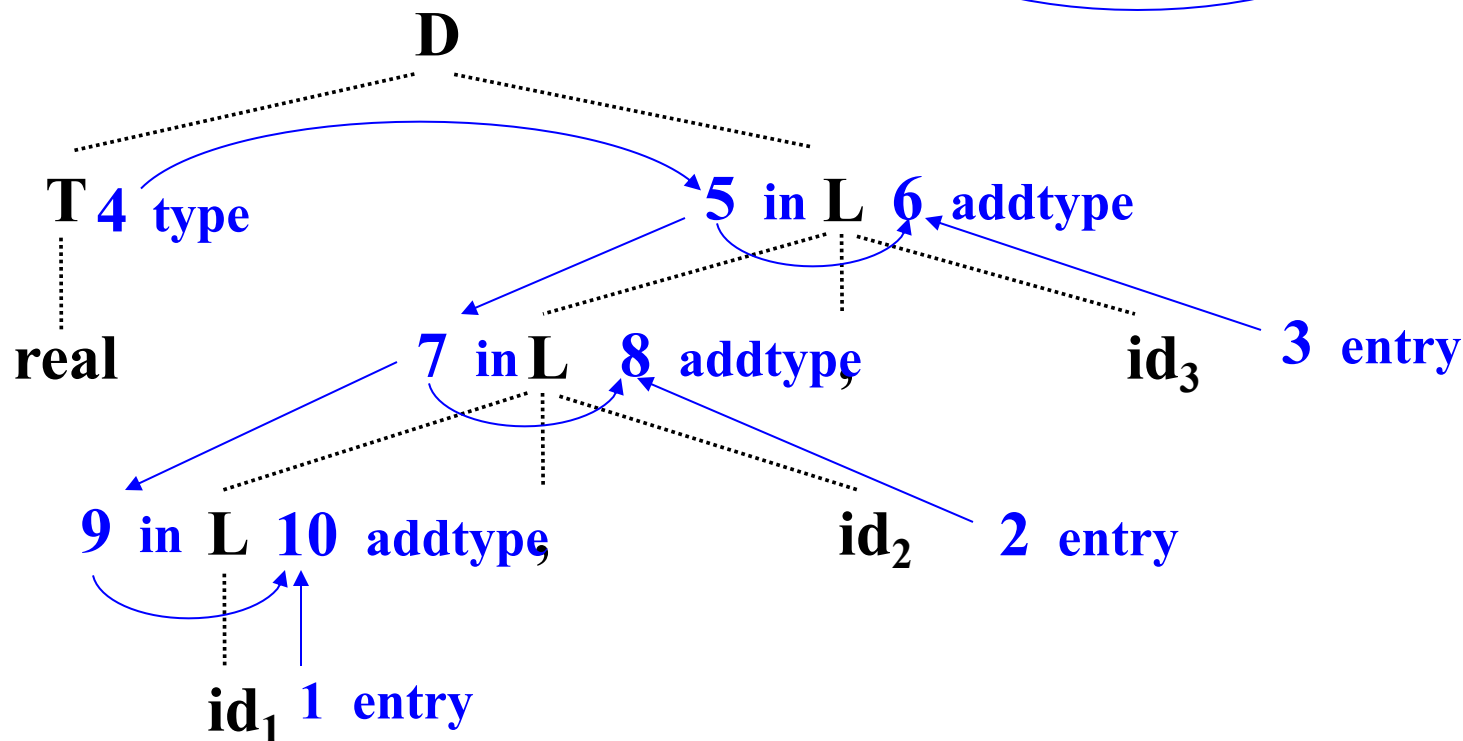 D
T 4 type 5 in L 6 addtype
real 7 in L 8 addtype , id₃ 3 entry
9 in L 10 addtype , id₂ 2 entry
id₁ 1 entry